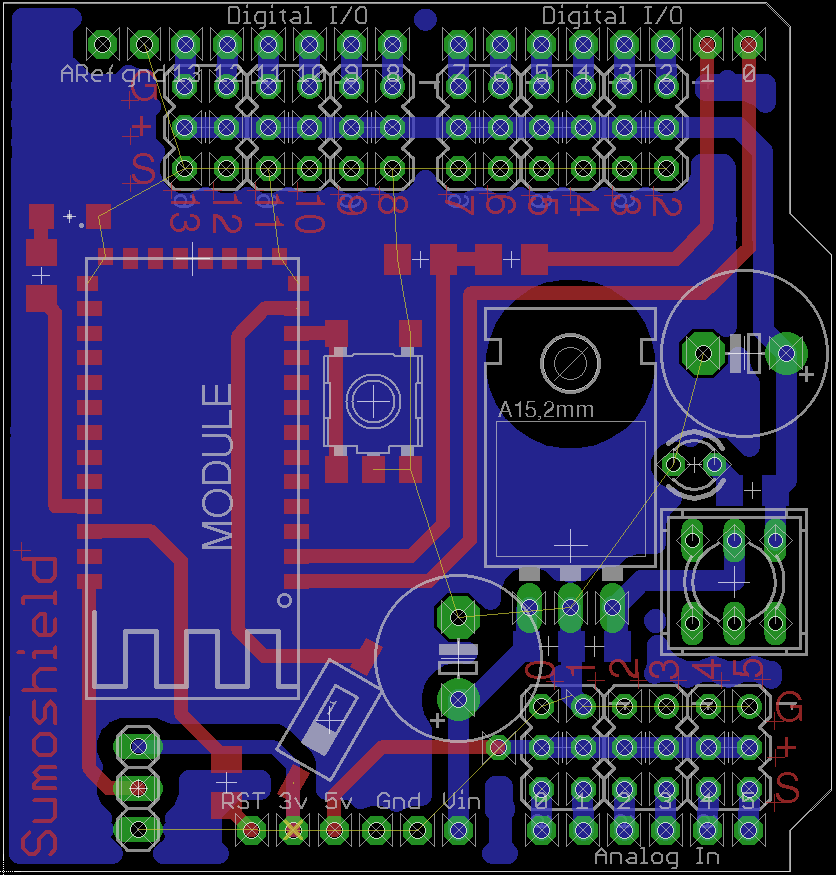 Digital I/O Digital I/O
ARef gnd 13 12 11 10 9 8 7 6 5 4 3 2 1 0
G
+
S
13 12 11 10 9 8 7 6 5 4 3 2
A15,2mm
MODULE
Sumoshield
0 1 2 3 4 5
G
+
S
RST 3v 5v Gnd Vin 0 1 2 3 4 5
Analog In